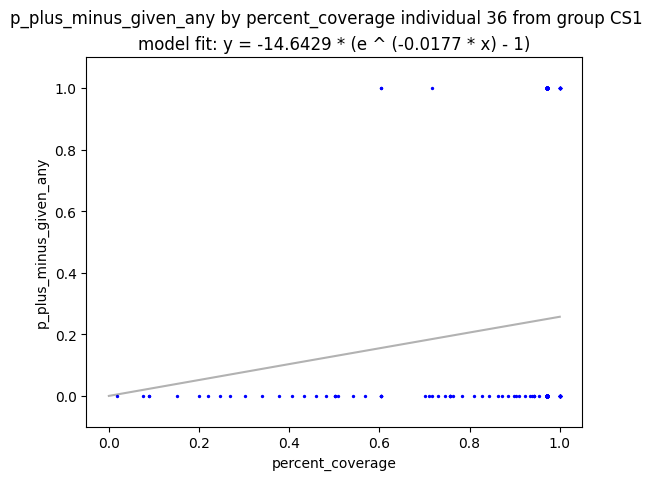 p_plus_minus_given_any by percent_coverage individual 36 from group CS1
model fit: y = -14.6429 * (e ^ (-0.0177 * x) - 1)
1.0
0.8
0.6
0.4
0.2
0.0
p_plus_minus_given_any
0.0 0.2 0.4 0.6 0.8 1.0
percent_coverage